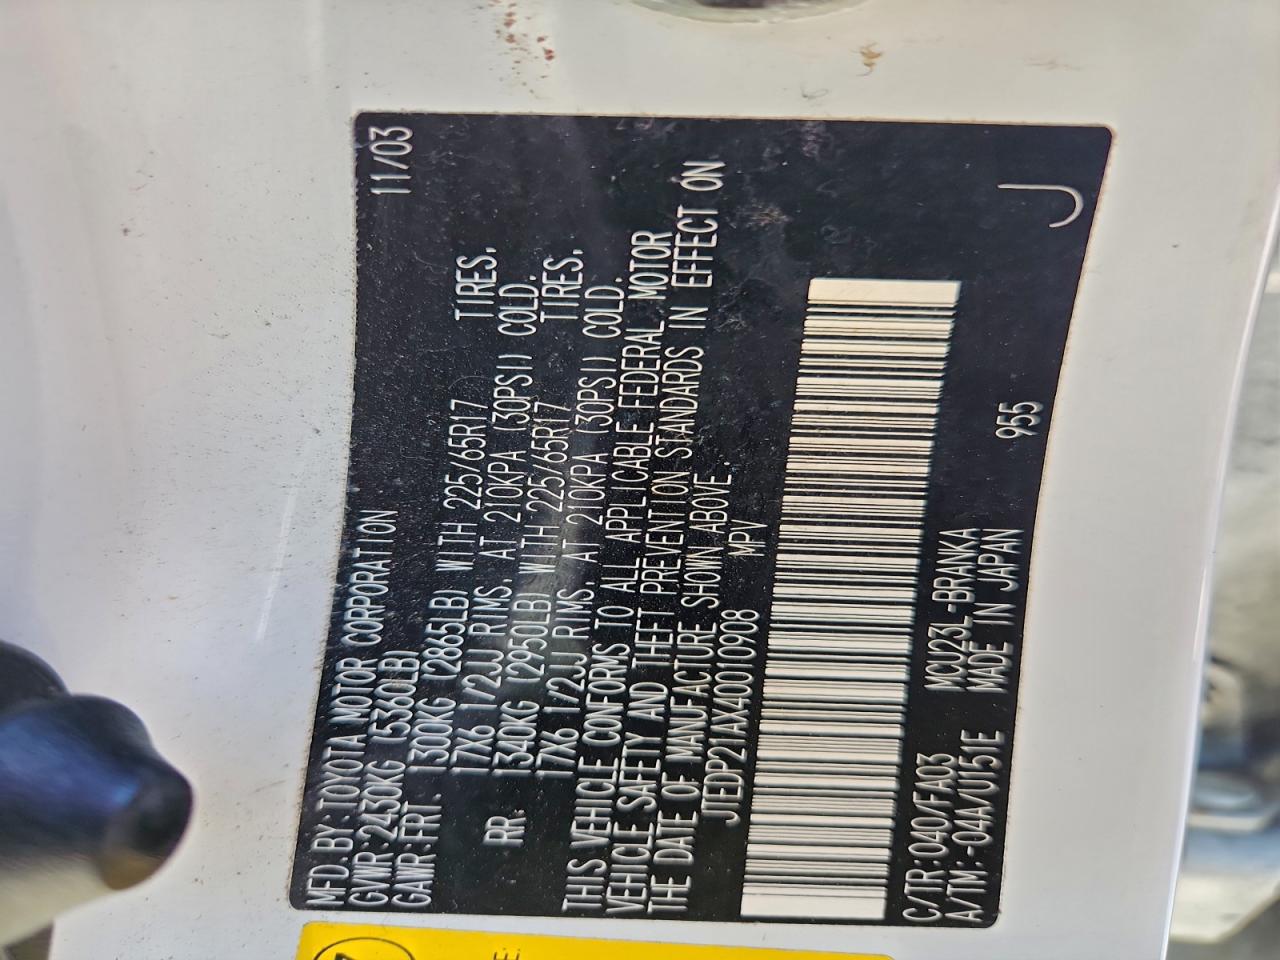 MFD.BY:TOYOTA MOTOR CORPORATION 11/03
GVWR:2430KG (5360LB)
GAWR:FRT. 1300KG (2865LB) WITH 225/65R17 TIRES,
17X6 1/2JJ RIMS, AT 210KPA (30PSI) COLD.
RR. 1340KG (2950LB) WITH 225/65R17 TIRES,
17X6 1/2JJ RIMS, AT 210KPA (30PSI) COLD.
THIS VEHICLE CONFORMS TO ALL APPLICABLE FEDERAL MOTOR
VEHICLE SAFETY AND THEFT PREVENTION STANDARDS IN EFFECT ON
THE DATE OF MANUFACTURE SHOWN ABOVE.
JTEDP21AX40010908 MPV
C/TR:040/FA03 MCU23L-BRANKA
A/TM:-04A/U151E MADE IN JAPAN 955 J